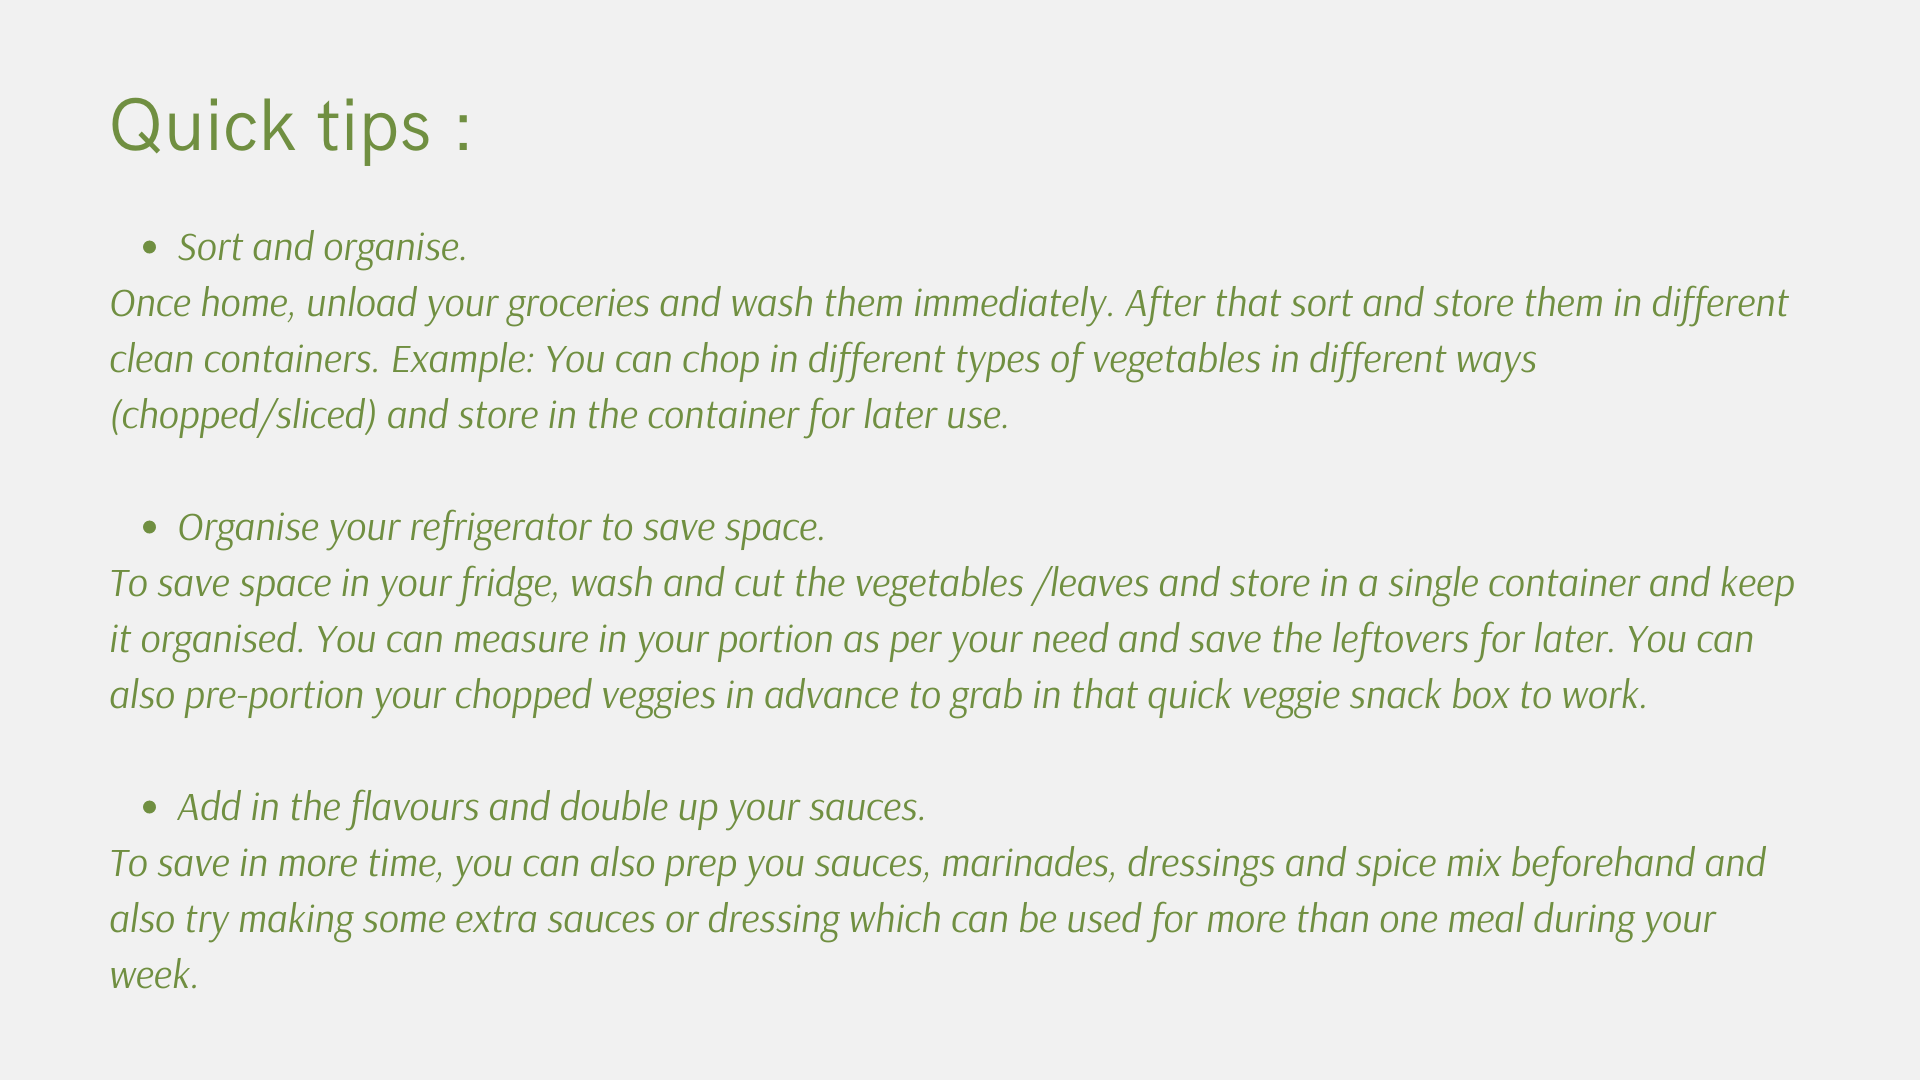 Quick tips :
• Sort and organise.
Once home, unload your groceries and wash them immediately. After that sort and store them in different
clean containers. Example: You can chop in different types of vegetables in different ways
(chopped/sliced) and store in the container for later use.
• Organise your refrigerator to save space.
To save space in your fridge, wash and cut the vegetables /leaves and store in a single container and keep
it organised. You can measure in your portion as per your need and save the leftovers for later. You can
also pre-portion your chopped veggies in advance to grab in that quick veggie snack box to work.
• Add in the flavours and double up your sauces.
To save in more time, you can also prep you sauces, marinades, dressings and spice mix beforehand and
also try making some extra sauces or dressing which can be used for more than one meal during your
week.